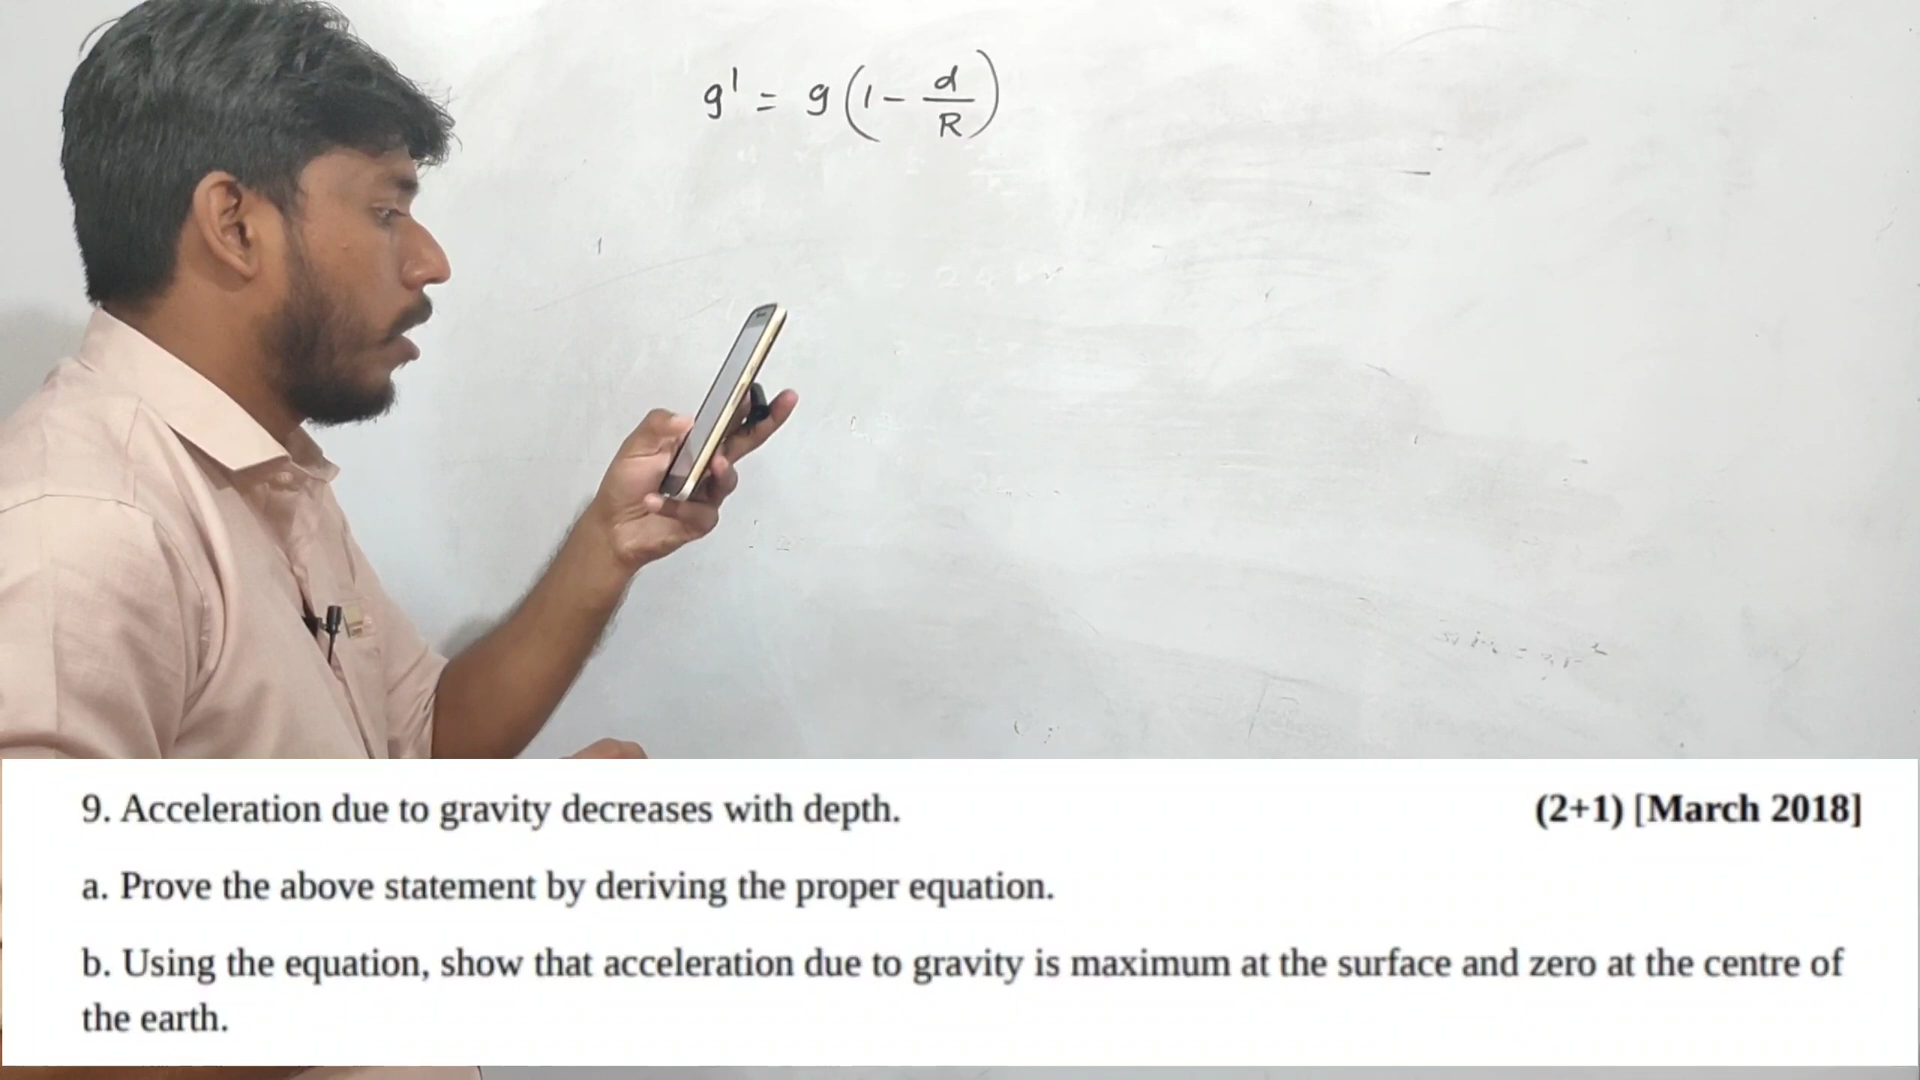 g' = g(1 - d/R)
9. Acceleration due to gravity decreases with depth. (2+1) [March 2018]
a. Prove the above statement by deriving the proper equation.
b. Using the equation, show that acceleration due to gravity is maximum at the surface and zero at the centre of
the earth.